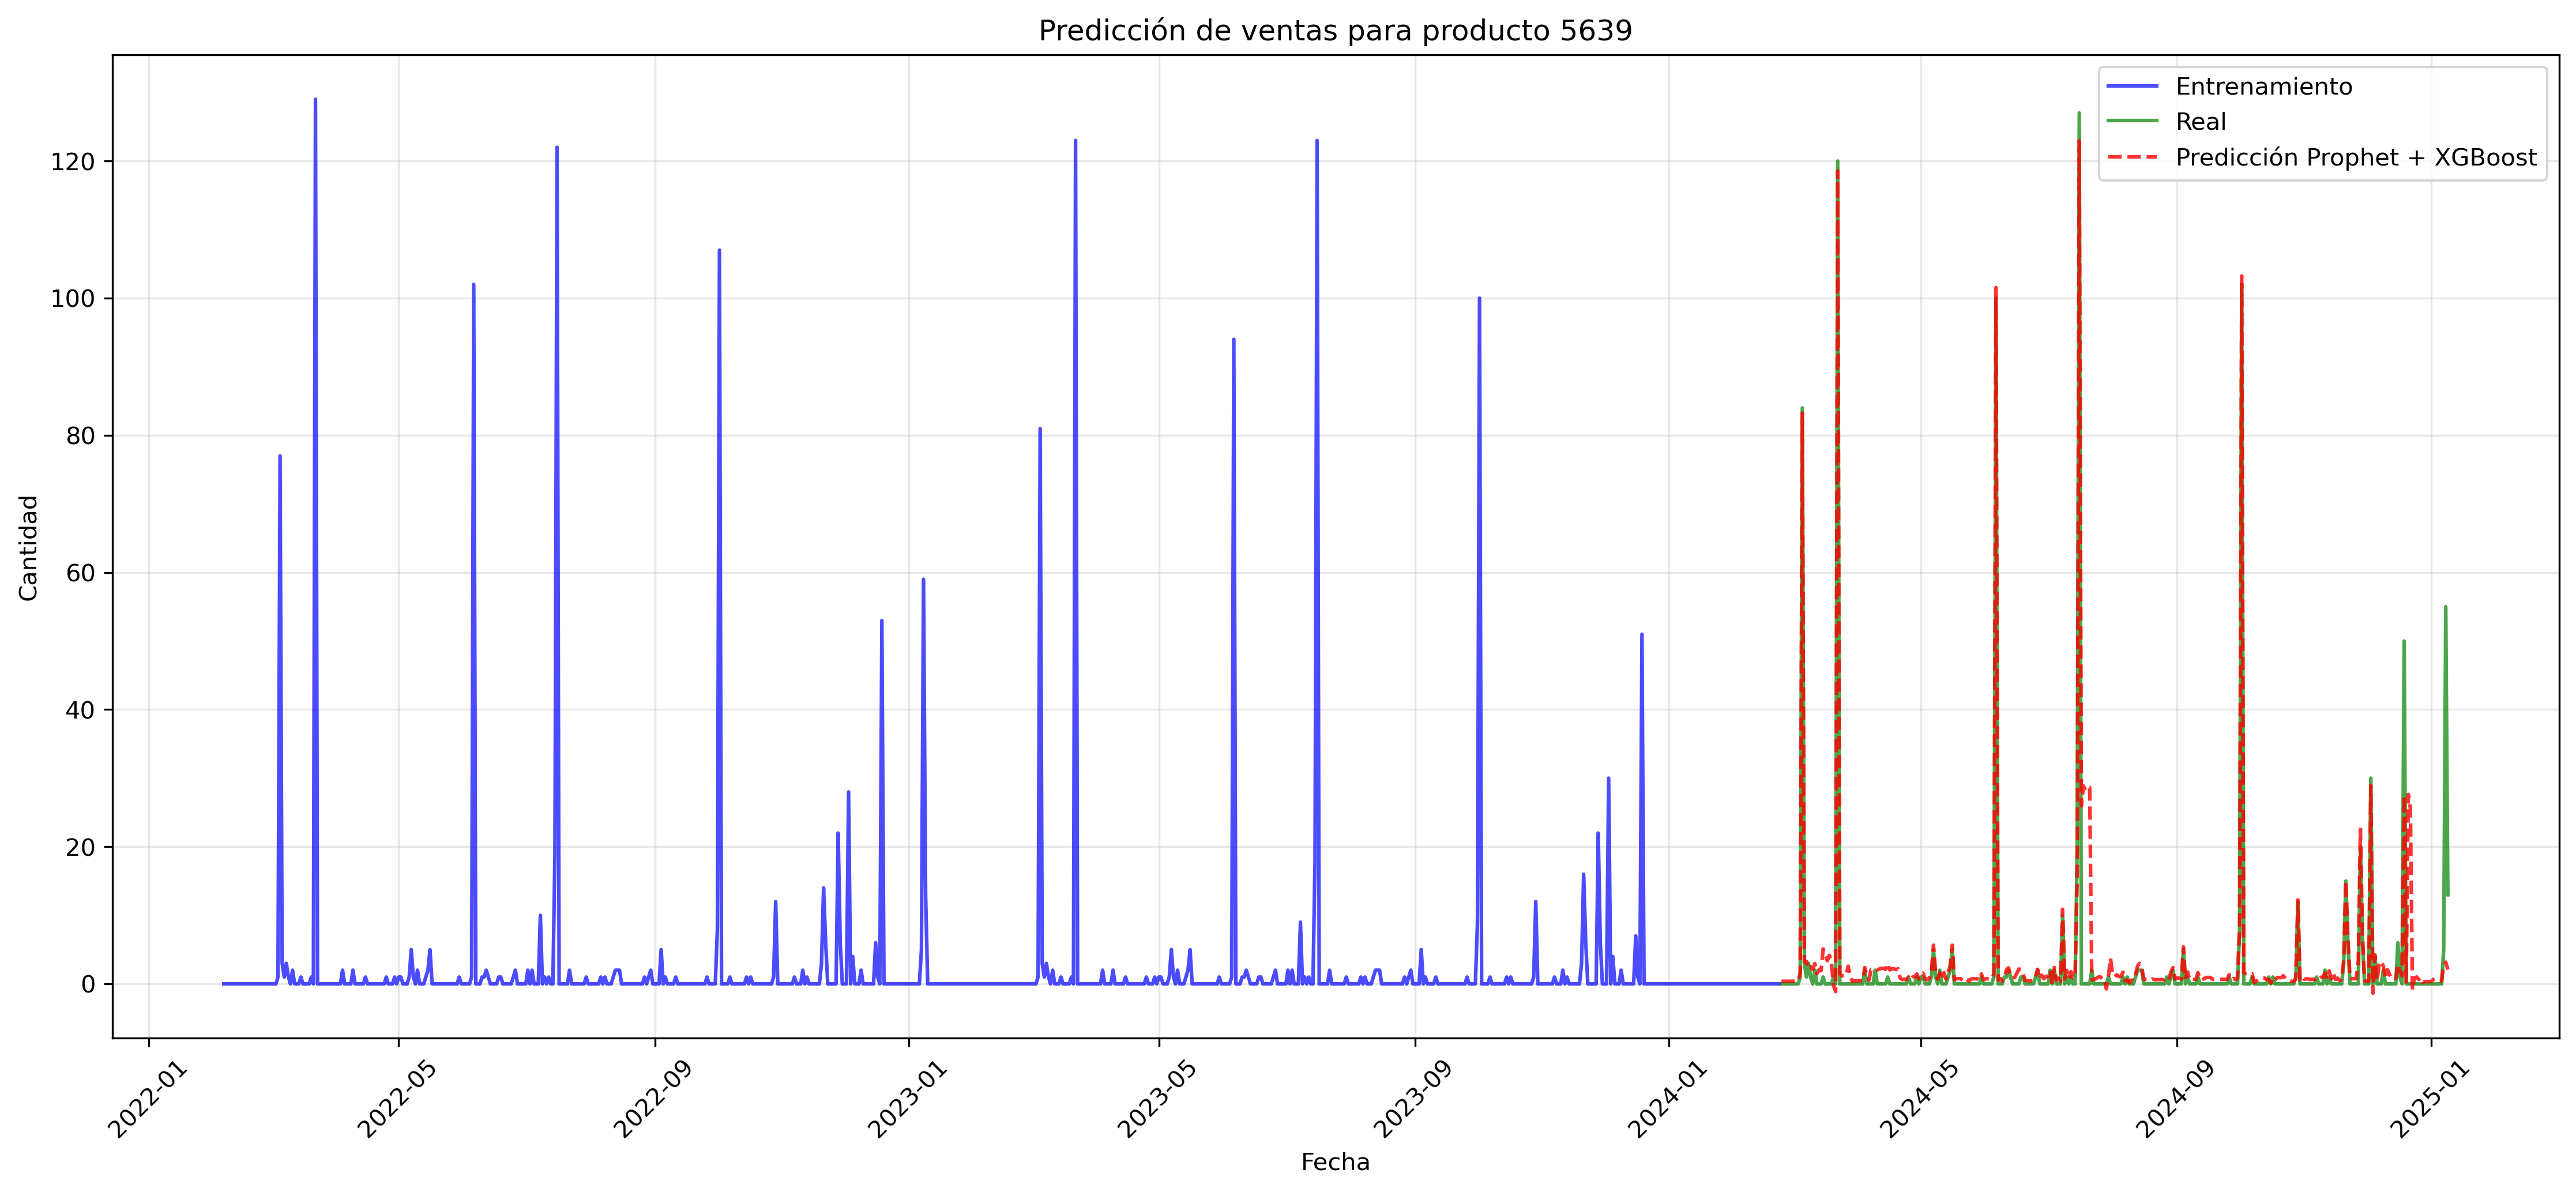 Predicción de ventas para producto 5639
Entrenamiento
Real
Predicción Prophet + XGBoost
Cantidad
120
100
80
60
40
20
0
2022-01
2022-05
2022-09
2023-01
2023-05
2023-09
2024-01
2024-05
2024-09
2025-01
Fecha